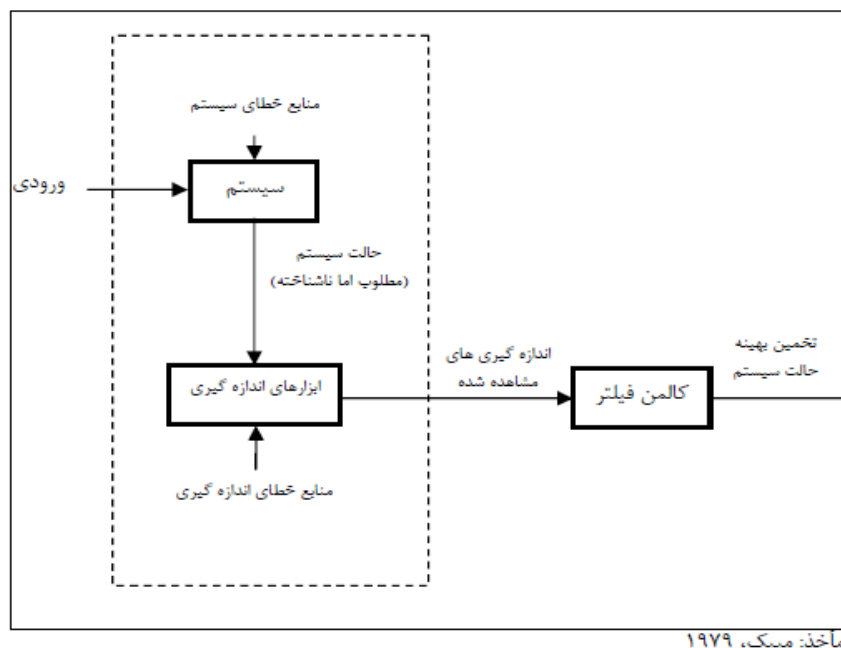 منابع خطای سیستم
ورودی
سیستم
حالت سیستم
(مطلوب اما ناشناخته)
ابزارهای اندازه گیری
منابع خطای اندازه گیری
اندازه گیری های
مشاهده شده
کالمن فیلتر
تخمین بهینه
حالت سیستم
مأخذ: میبک، ۱۹۷۹